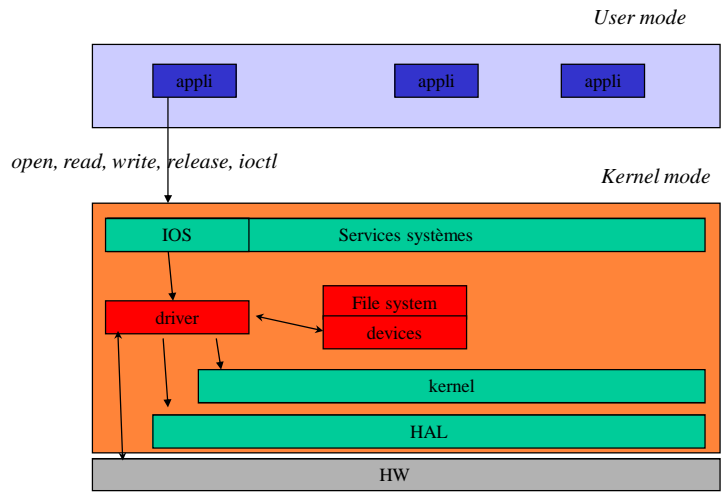 User mode
appli appli appli
open, read, write, release, ioctl
Kernel mode
IOS Services systèmes
File system
driver
devices
kernel
HAL
HW